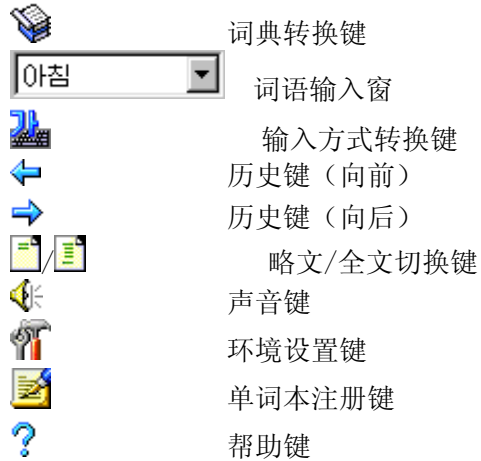 词典转换键
아침 词语输入窗
가 输入方式转换键
历史键（向前）
历史键（向后）
/ 略文/全文切换键
声音键
环境设置键
单词本注册键
? 帮助键